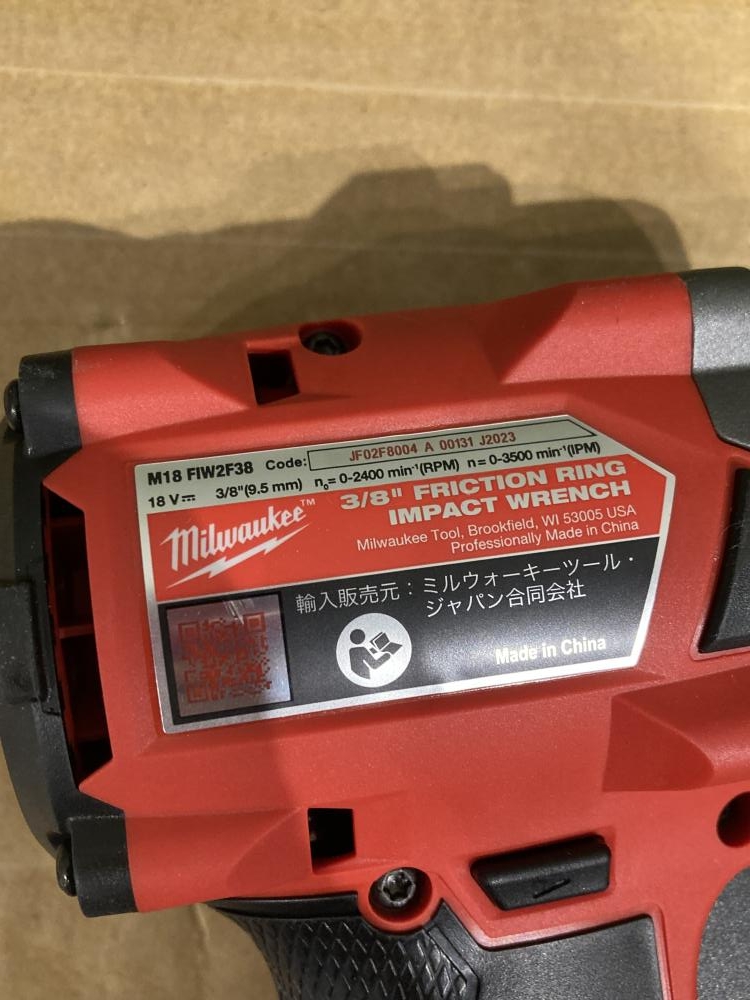 M18 FIW2F38 Code: JF02F8004 A 00131 J2023
18 V⎓ 3/8"(9.5 mm) n₀= 0-2400 min⁻¹(RPM) n= 0-3500 min⁻¹(IPM)
Milwaukee™
3/8" FRICTION RING
IMPACT WRENCH
Milwaukee Tool, Brookfield, WI 53005 USA
Professionally Made in China
輸入販売元：ミルウォーキーツール・
ジャパン合同会社
Made in China